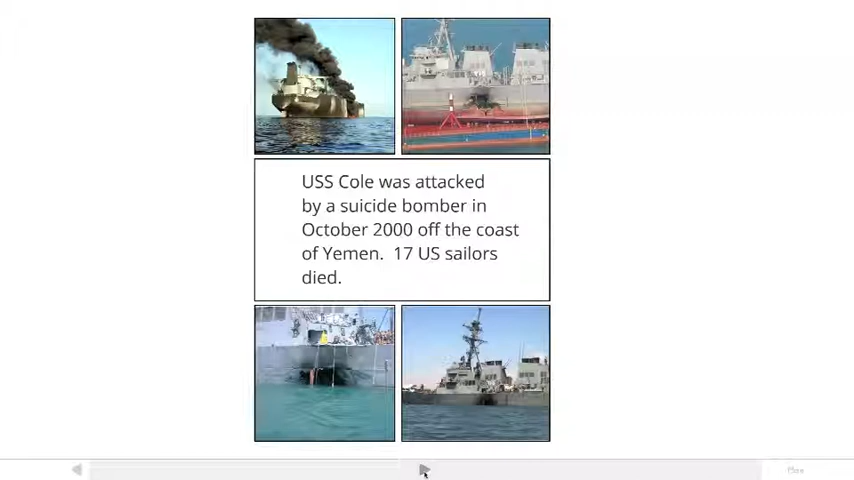 USS Cole was attacked
by a suicide bomber in
October 2000 off the coast
of Yemen.  17 US sailors
died.
More